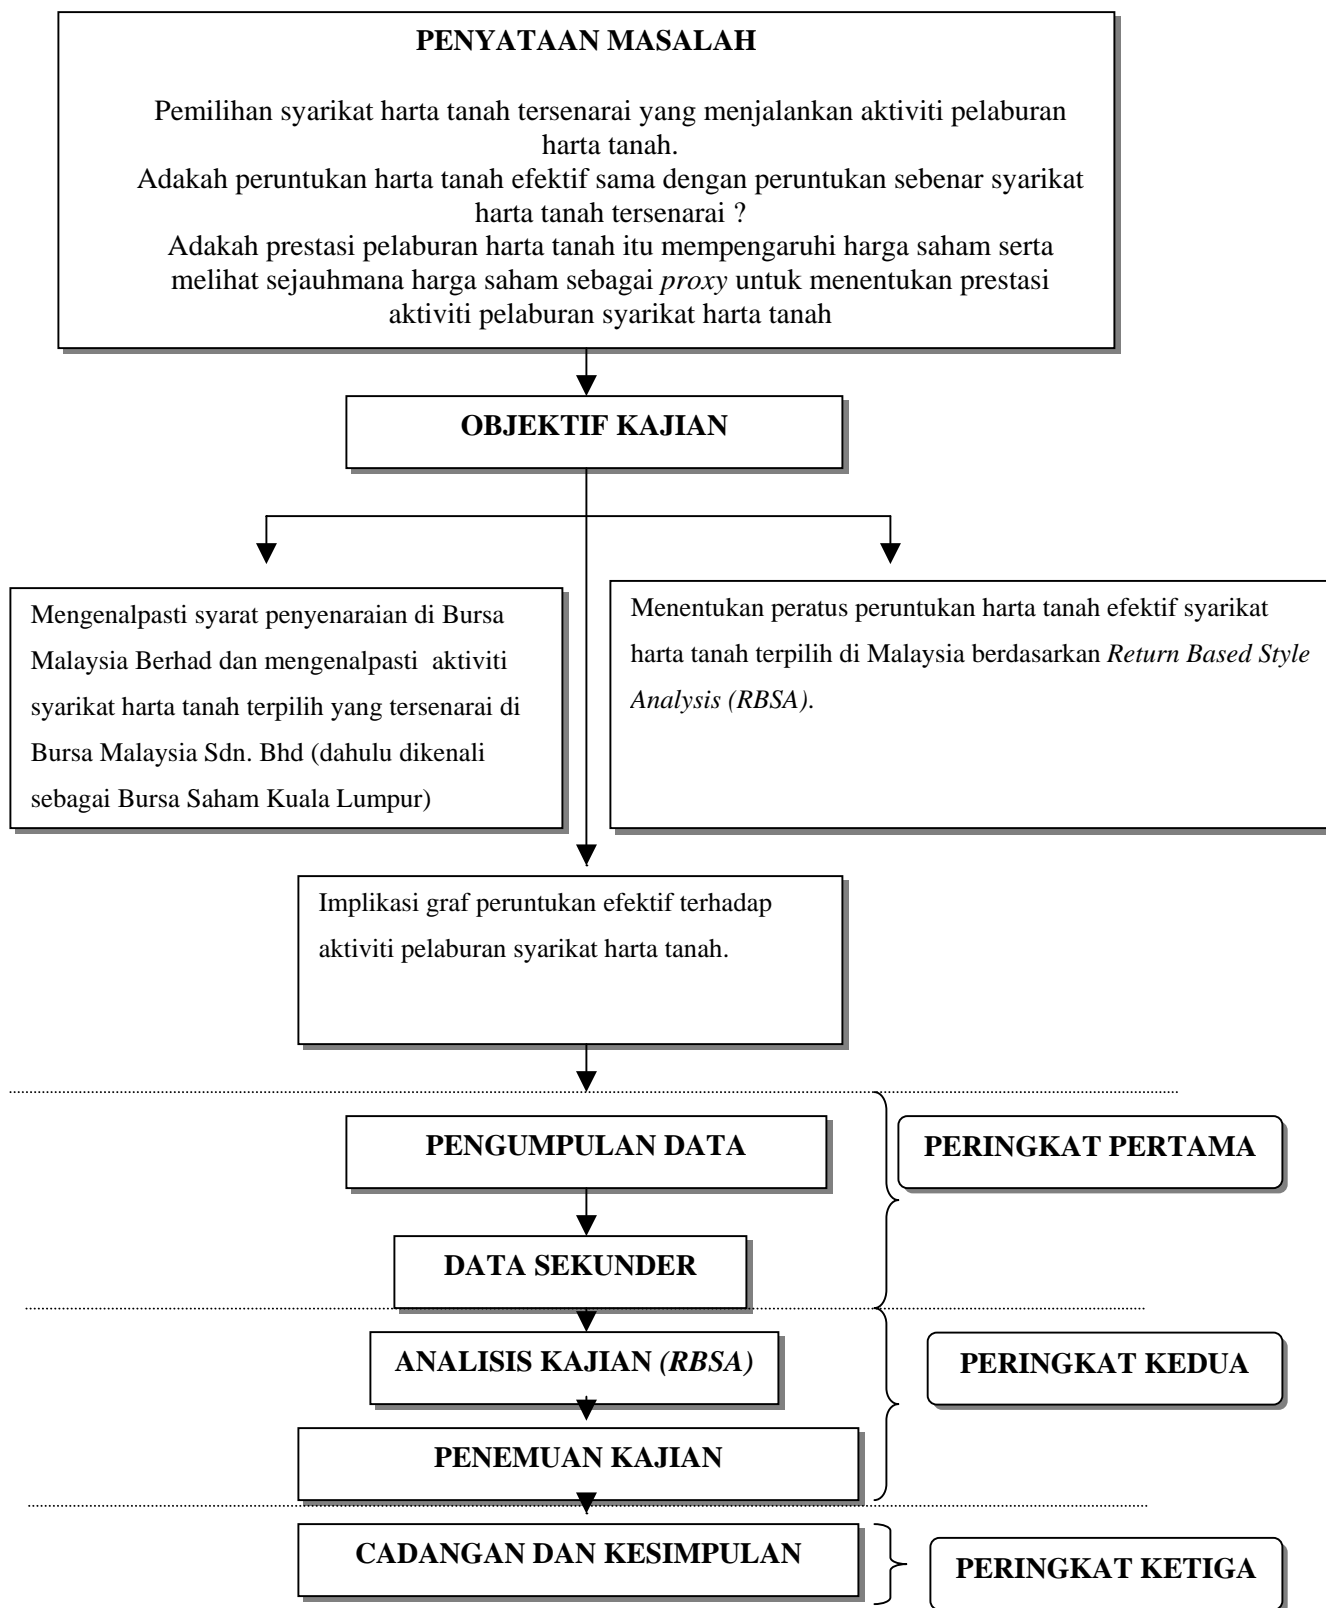 PENYATAAN MASALAH
Pemilihan syarikat harta tanah tersenarai yang menjalankan aktiviti pelaburan
harta tanah.
Adakah peruntukan harta tanah efektif sama dengan peruntukan sebenar syarikat
harta tanah tersenarai ?
Adakah prestasi pelaburan harta tanah itu mempengaruhi harga saham serta
melihat sejauhmana harga saham sebagai proxy untuk menentukan prestasi
aktiviti pelaburan syarikat harta tanah
OBJEKTIF KAJIAN
Mengenalpasti syarat penyenaraian di Bursa
Malaysia Berhad dan mengenalpasti aktiviti
syarikat harta tanah terpilih yang tersenarai di
Bursa Malaysia Sdn. Bhd (dahulu dikenali
sebagai Bursa Saham Kuala Lumpur)
Menentukan peratus peruntukan harta tanah efektif syarikat
harta tanah terpilih di Malaysia berdasarkan Return Based Style
Analysis (RBSA).
Implikasi graf peruntukan efektif terhadap
aktiviti pelaburan syarikat harta tanah.
PENGUMPULAN DATA
PERINGKAT PERTAMA
DATA SEKUNDER
ANALISIS KAJIAN (RBSA)
PERINGKAT KEDUA
PENEMUAN KAJIAN
CADANGAN DAN KESIMPULAN
PERINGKAT KETIGA